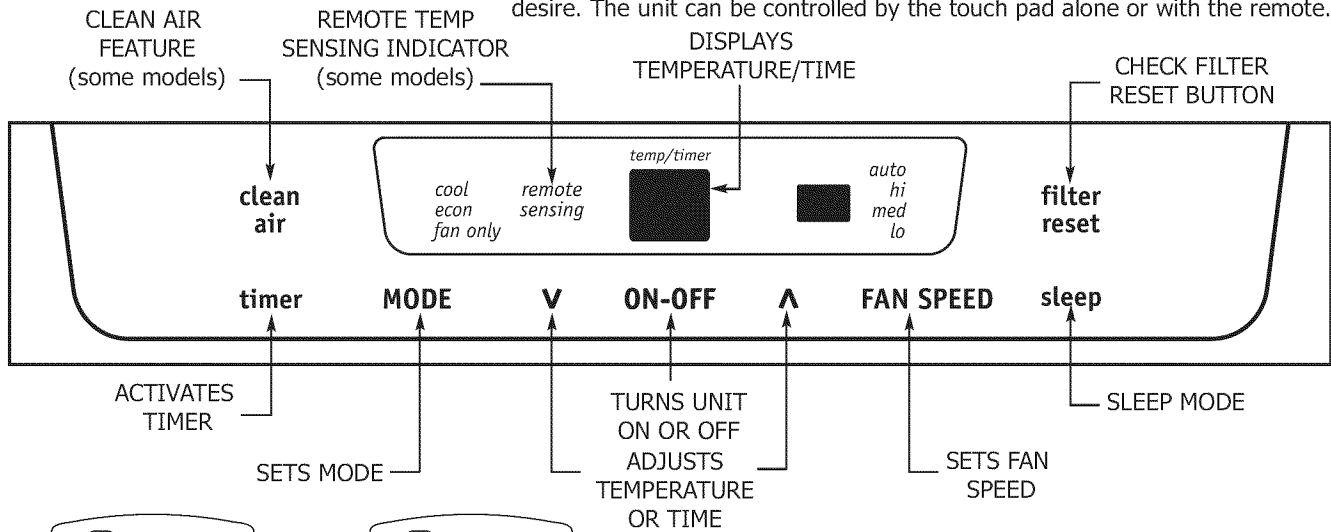 desire. The unit can be controlled by the touch pad alone or with the remote.
CLEAN AIR
FEATURE
(some models)
REMOTE TEMP
SENSING INDICATOR
(some models)
DISPLAYS
TEMPERATURE/TIME
CHECK FILTER
RESET BUTTON
clean
air
cool
econ
fan only
remote
sensing
temp/timer
auto
hi
med
lo
filter
reset
timer
MODE
V
ON-OFF
Λ
FAN SPEED
sleep
ACTIVATES
TIMER
SETS MODE
TURNS UNIT
ON OR OFF
ADJUSTS
TEMPERATURE
OR TIME
SETS FAN
SPEED
SLEEP MODE